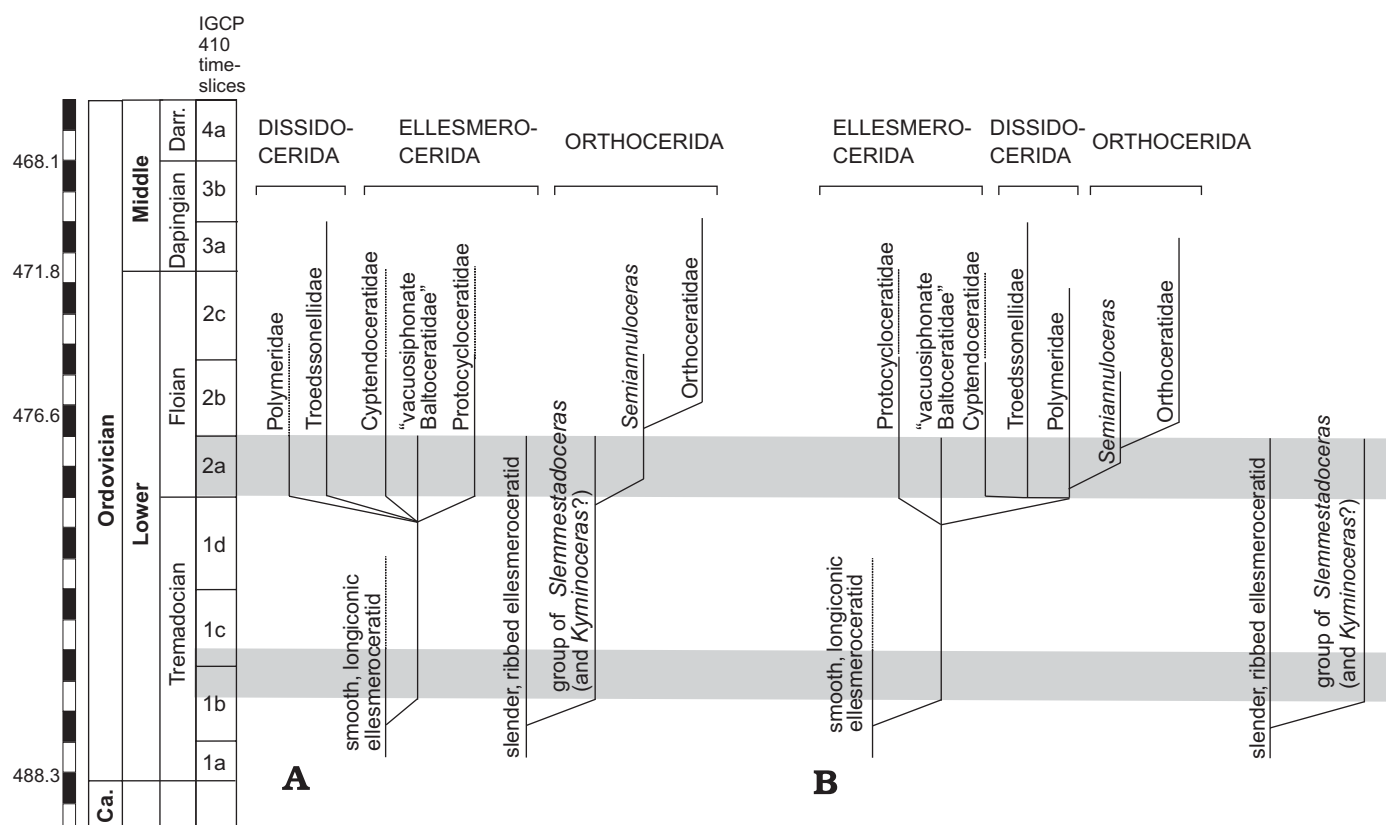 IGCP
410
time-
slices
468.1
471.8
476.6
488.3
Ordovician
Ca.
Middle
Lower
Darr.
Dapingian
Floian
Tremadocian
4a
3b
3a
2c
2b
2a
1d
1c
1b
1a
DISSIDO-
CERIDA
ELLESMERO-
CERIDA
ORTHOCERIDA
Polymeridae
Troedssonellidae
Cyptendoceratidae
“vacuosiphonate
Baltoceratidae”
Protocycloceratidae
Semiannuloceras
Orthoceratidae
smooth, longiconic
ellesmeroceratid
slender, ribbed ellesmeroceratid
group of Slemmestadoceras
(and Kyminoceras?)
A
ELLESMERO-
CERIDA
DISSIDO-
CERIDA
ORTHOCERIDA
Protocycloceratidae
“vacuosiphonate
Baltoceratidae”
Cyptendoceratidae
Troedssonellidae
Polymeridae
Semiannuloceras
Orthoceratidae
smooth, longiconic
ellesmeroceratid
slender, ribbed ellesmeroceratid
group of Slemmestadoceras
(and Kyminoceras?)
B